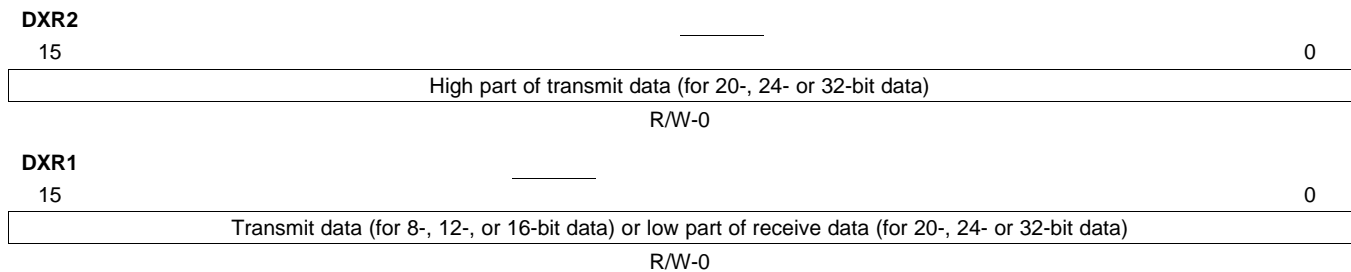 DXR2
15 0
High part of transmit data (for 20-, 24- or 32-bit data)
R/W-0
DXR1
15 0
Transmit data (for 8-, 12-, or 16-bit data) or low part of receive data (for 20-, 24- or 32-bit data)
R/W-0